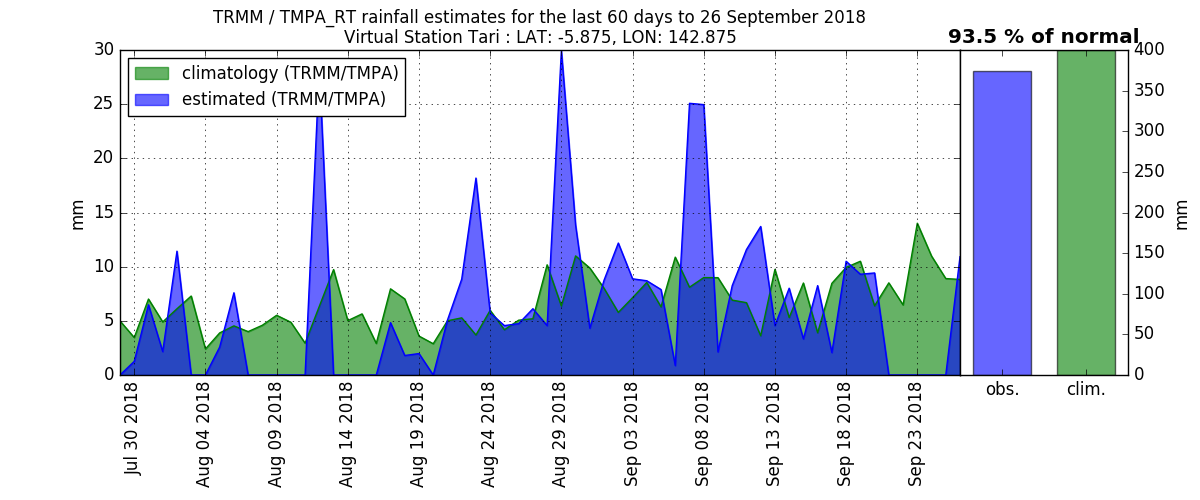 TRMM / TMPA_RT rainfall estimates for the last 60 days to 26 September 2018
Virtual Station Tari : LAT: -5.875, LON: 142.875
93.5 % of normal
climatology (TRMM/TMPA)
estimated (TRMM/TMPA)
30
25
20
15
10
5
0
mm
Jul 30 2018
Aug 04 2018
Aug 09 2018
Aug 14 2018
Aug 19 2018
Aug 24 2018
Aug 29 2018
Sep 03 2018
Sep 08 2018
Sep 13 2018
Sep 18 2018
Sep 23 2018
obs.
clim.
400
350
300
250
200
150
100
50
0
mm